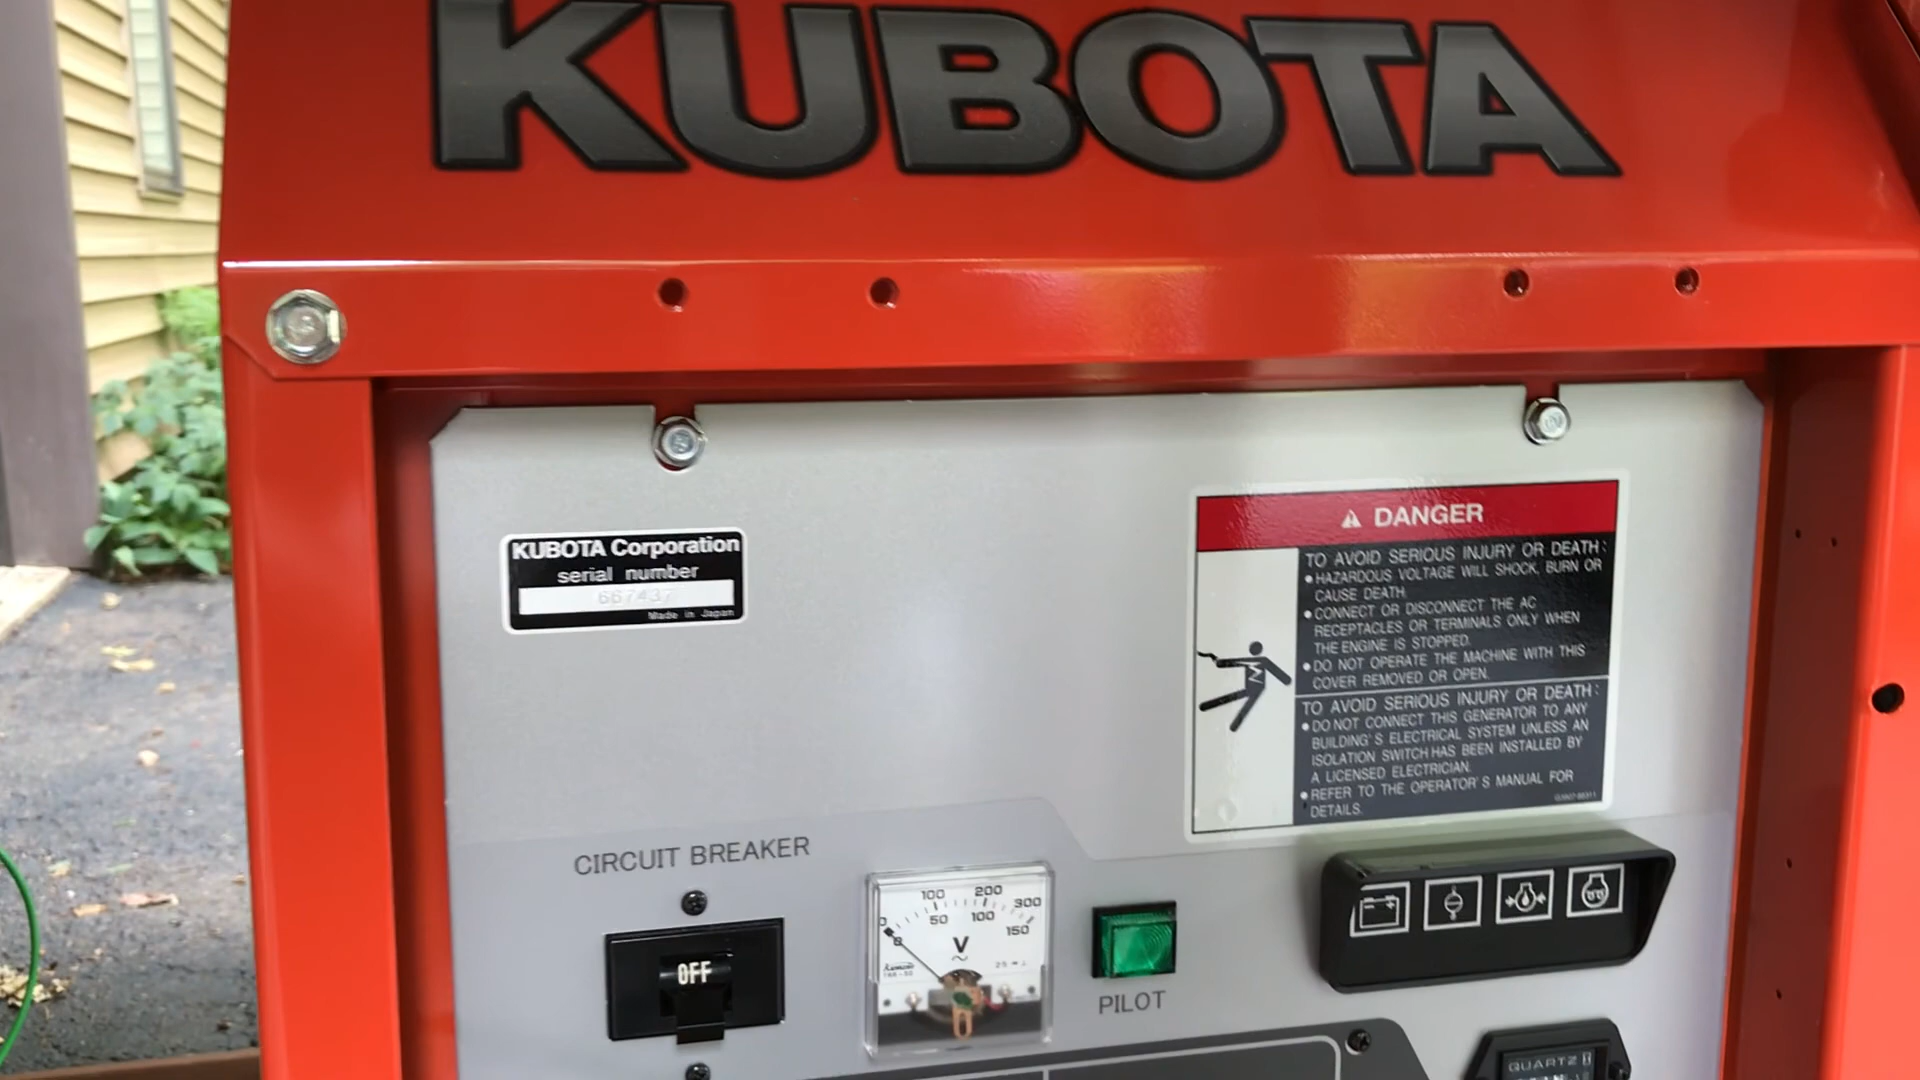 KUBOTA
KUBOTA Corporation
serial number
667437
Made in Japan
⚠ DANGER
TO AVOID SERIOUS INJURY OR DEATH:
● HAZARDOUS VOLTAGE WILL SHOCK, BURN OR
CAUSE DEATH.
● CONNECT OR DISCONNECT THE AC
RECEPTACLES OR TERMINALS ONLY WHEN
THE ENGINE IS STOPPED.
● DO NOT OPERATE THE MACHINE WITH THIS
COVER REMOVED OR OPEN.
TO AVOID SERIOUS INJURY OR DEATH:
● DO NOT CONNECT THIS GENERATOR TO ANY
BUILDING'S ELECTRICAL SYSTEM UNLESS AN
ISOLATION SWITCH HAS BEEN INSTALLED BY
A LICENSED ELECTRICIAN.
● REFER TO THE OPERATOR'S MANUAL FOR
DETAILS.
CIRCUIT BREAKER
OFF
0 100 200 300
0 50 100 150
V
PILOT
QUARTZ